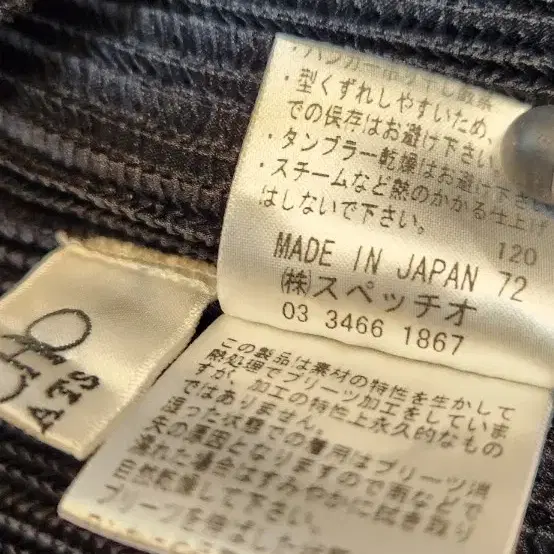 ・型くずれしやすいため、
での保存はお避け下さい。
・タンブラー乾燥はお避け下さ
・スチームなど熱のかかる仕上げ
はしないで下さい。
120
MADE IN JAPAN 72
㈱スペッチオ
03 3466 1867
この製品は素材の特性を生かして
熱処理でプリーツ加工をしていま
すが、加工の特性上永久的なもの
ではありません。
湿った状態での着用はプリーツ消
失の原因となりますので雨などで
濡れた場合はすみやかに拭き取り
自然乾燥して下さい。